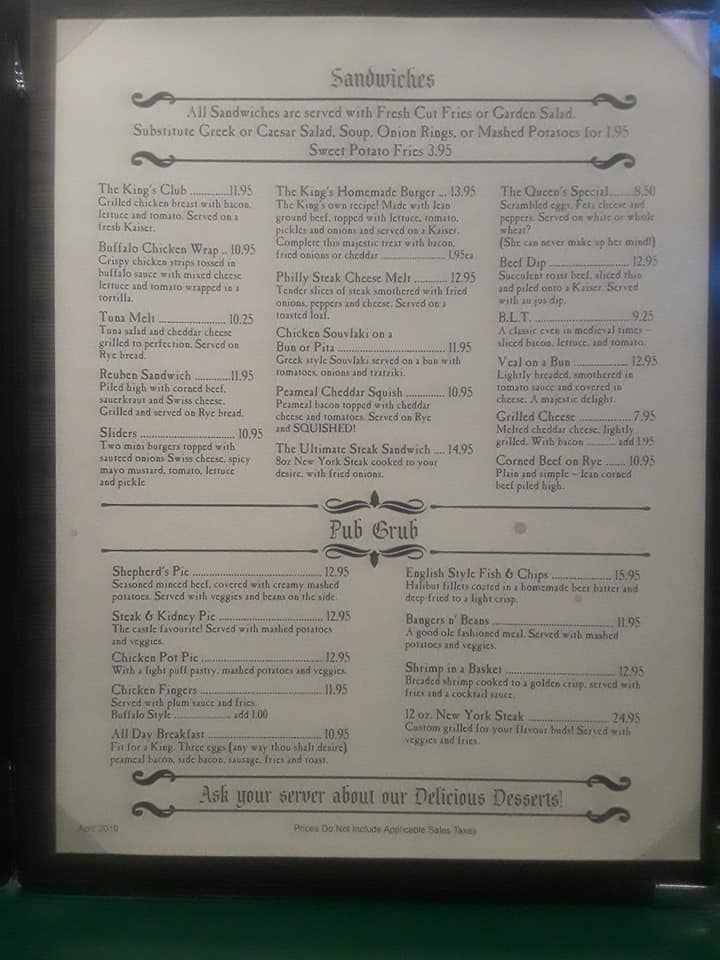 Sandwiches
All Sandwiches are served with Fresh Cut Fries or Garden Salad.
Substitute Greek or Caesar Salad, Soup, Onion Rings, or Mashed Potatoes for 1.95
Sweet Potato Fries 3.95
The King's Club .............11.95
Grilled chicken breast with bacon,
lettuce and tomato. Served on a
fresh Kaiser.
Buffalo Chicken Wrap .. 10.95
Crispy chicken strips tossed in
buffalo sauce with mixed cheese
lettuce and tomato wrapped in a
tortilla.
Tuna Melt .................... 10.25
Tuna salad and cheddar cheese
grilled to perfection. Served on
Rye bread.
Reuben Sandwich ...........11.95
Piled high with corned beef,
sauerkraut and Swiss cheese.
Grilled and served on Rye bread.
Sliders .......................... 10.95
Two mini burgers topped with
sauteed onions Swiss cheese, spicy
mayo mustard, tomato, lettuce
and pickle
The King's Homemade Burger ... 13.95
The King's own recipe! Made with lean
ground beef, topped with lettuce, tomato,
pickles and onions and served on a Kaiser.
Complete this majestic treat with bacon,
fried onions or cheddar ........................... 1.95ea
Philly Steak Cheese Melt ........... 12.95
Tender slices of steak smothered with fried
onions, peppers and cheese. Served on a
toasted loaf.
Chicken Souvlaki on a
Bun or Pita ............................... 11.95
Greek style Souvlaki served on a bun with
tomatoes, onions and tzatziki.
Peameal Cheddar Squish ............ 10.95
Peameal bacon topped with cheddar
cheese and tomatoes. Served on Rye
and SQUISHED!
The Ultimate Steak Sandwich .... 14.95
8oz New York Steak cooked to your
desire, with fried onions.
The Queen's Special........8.50
Scrambled eggs, Feta cheese and
peppers. Served on white or whole
wheat?
(She can never make up her mind!)
Beef Dip ........................ 12.95
Succulent roast beef, sliced thin
and piled onto a Kaiser. Served
with au jus dip.
B.L.T. ............................ 9.25
A classic even in medieval times –
sliced bacon, lettuce, and tomato.
Veal on a Bun ................ 12.95
Lightly breaded, smothered in
tomato sauce and covered in
cheese. A majestic delight.
Grilled Cheese ................ 7.95
Melted cheddar cheese, lightly
grilled. With bacon ........... add 1.95
Corned Beef on Rye ....... 10.95
Plain and simple – lean corned
beef piled high.
Pub Grub
Shepherd's Pie ..................................... 12.95
Seasoned minced beef, covered with creamy mashed
potatoes. Served with veggies and beans on the side.
Steak & Kidney Pie .............................. 12.95
The castle favourite! Served with mashed potatoes
and veggies.
Chicken Pot Pie ................................... 12.95
With a light puff pastry, mashed potatoes and veggies.
Chicken Fingers ................................... 11.95
Served with plum sauce and fries.
Buffalo Style ........................... add 1.00
All Day Breakfast ................................ 10.95
Fit for a King. Three eggs (any way thou shalt desire)
peameal bacon, side bacon, sausage, fries and toast.
English Style Fish & Chips ................. 15.95
Halibut fillets coated in a homemade beer batter and
deep fried to a light crisp.
Bangers n' Beans .................................... 11.95
A good ole fashioned meal. Served with mashed
potatoes and veggies.
Shrimp in a Basket ................................ 12.95
Breaded shrimp cooked to a golden crisp, served with
fries and a cocktail sauce.
12 oz. New York Steak .......................... 24.95
Custom grilled for your flavour buds! Served with
veggies and fries.
Ask your server about our Delicious Desserts!
April 2019
Prices Do Not Include Applicable Sales Taxes